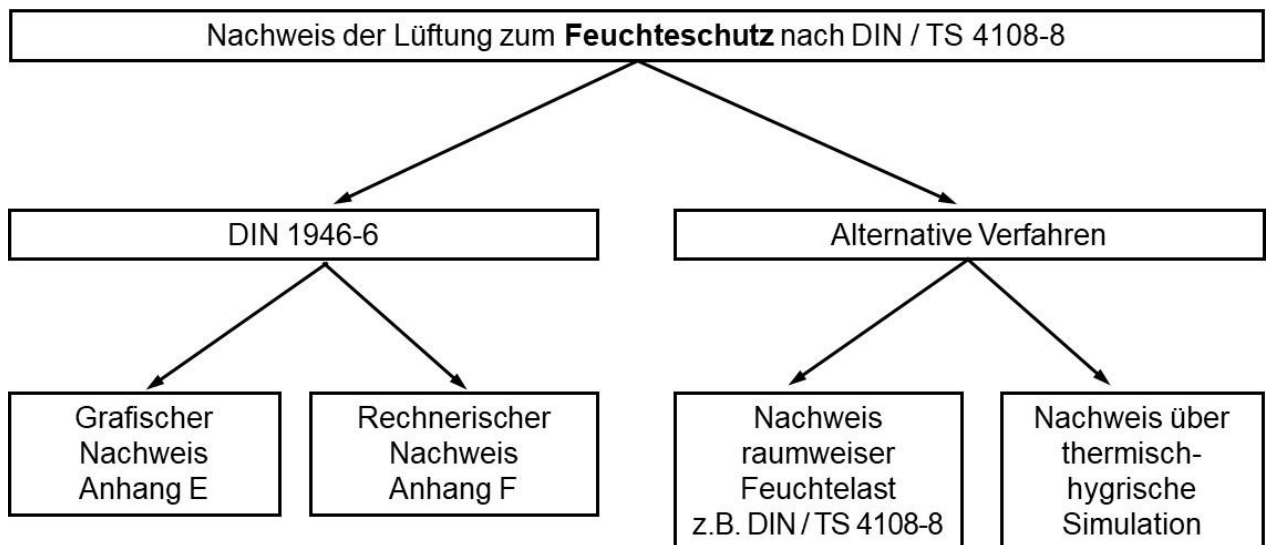 Nachweis der Lüftung zum Feuchteschutz nach DIN / TS 4108-8
DIN 1946-6
Alternative Verfahren
Grafischer
Nachweis
Anhang E
Rechnerischer
Nachweis
Anhang F
Nachweis
raumweiser
Feuchtelast
z.B. DIN / TS 4108-8
Nachweis über
thermisch-
hygrische
Simulation